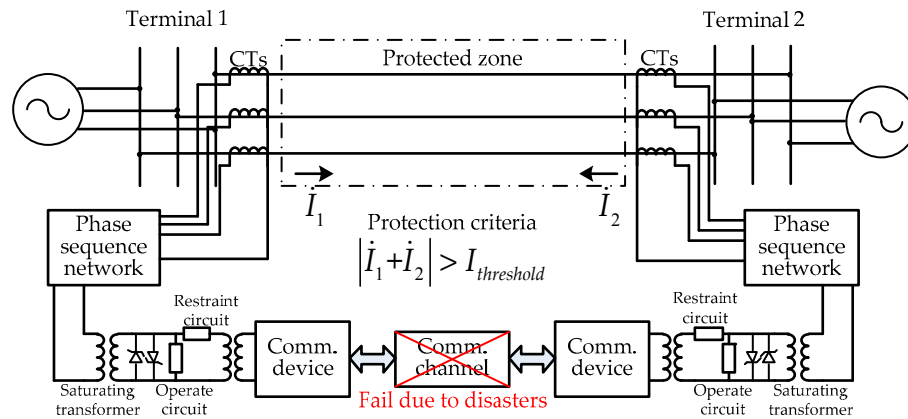 Terminal 1
Terminal 2
CTs
Protected zone
CTs
İ₁
İ₂
Phase
sequence
network
Protection criteria
|İ₁+İ₂| > I_threshold
Phase
sequence
network
Restraint
circuit
Restraint
circuit
Comm.
device
Comm.
channel
Comm.
device
Saturating
transformer
Operate
circuit
Fail due to disasters
Operate
circuit
Saturating
transformer